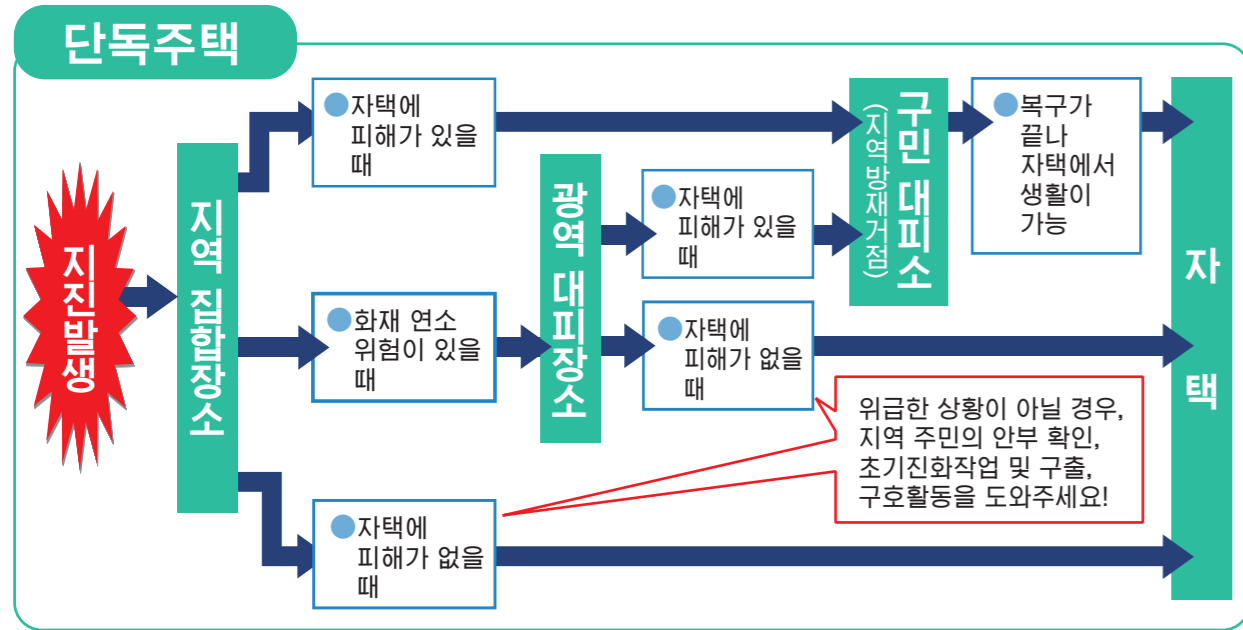 단독주택
지진발생
지역 집합장소
자택에
피해가 있을
때
화재 연소
위험이 있을
때
자택에
피해가 없을
때
광역 대피장소
자택에
피해가 있을
때
자택에
피해가 없을
때
위급한 상황이 아닐 경우,
지역 주민의 안부 확인,
초기진화작업 및 구출,
구호활동을 도와주세요!
구민 대피소
(지역방재거점)
복구가
끝나
자택에서
생활이
가능
자택